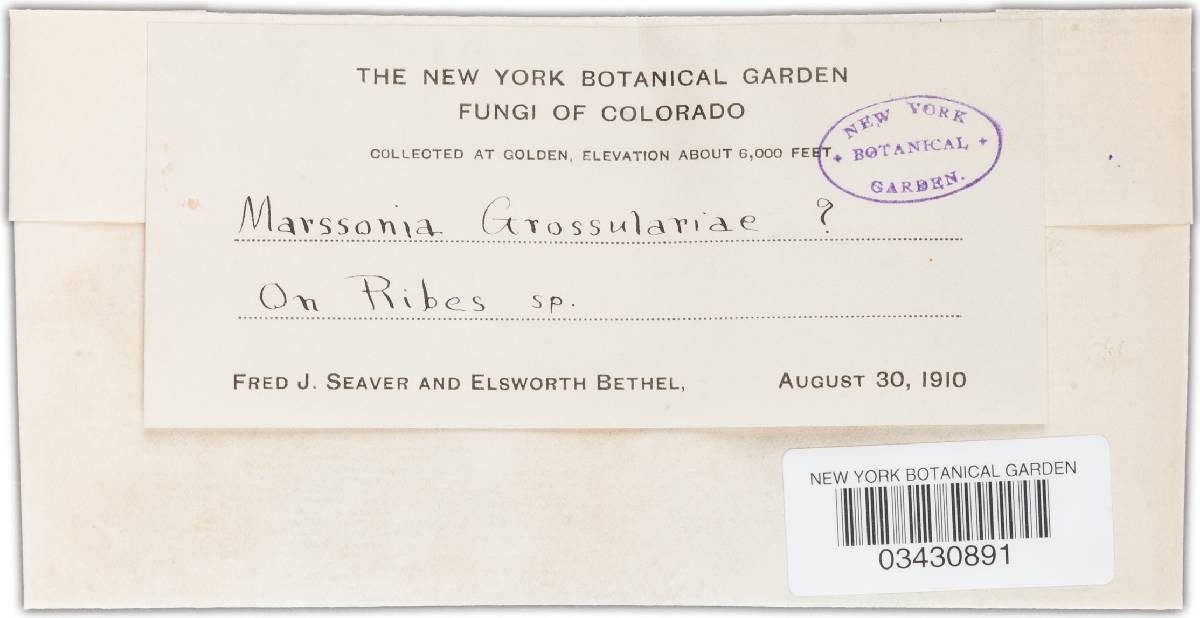 THE NEW YORK BOTANICAL GARDEN
FUNGI OF COLORADO
COLLECTED AT GOLDEN, ELEVATION ABOUT 6,000 FEET
NEW YORK
BOTANICAL
GARDEN.
Marssonia Grossulariae ?
On Ribes sp.
FRED J. SEAVER AND ELSWORTH BETHEL, AUGUST 30, 1910
NEW YORK BOTANICAL GARDEN
03430891